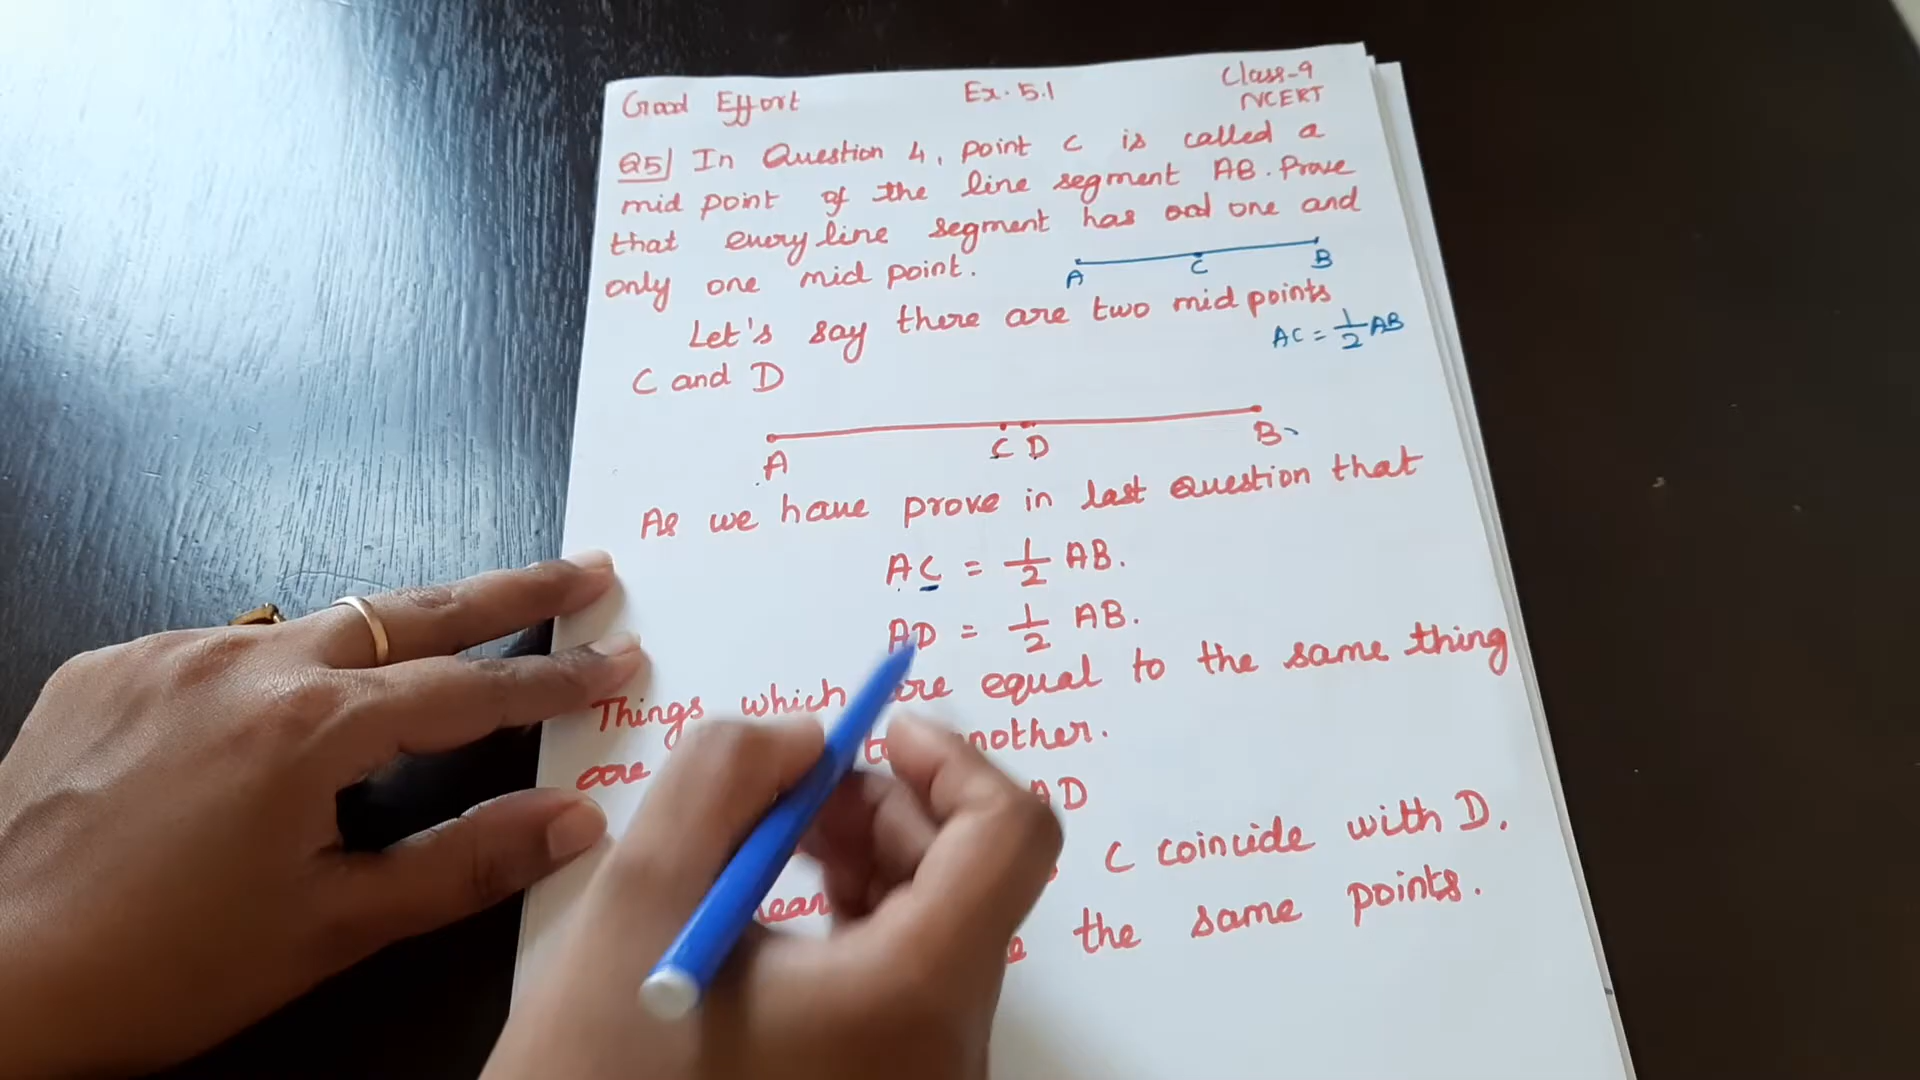 Good Effort Ex. 5.1 Class-9
NCERT
Q5) In Question 4, point C is called a
mid point of the line segment AB. Prove
that every line segment has one and
only one mid point.
A C B
Let's say there are two mid points
AC = 1/2 AB
C and D
A C D B
As we have prove in last Question that
AC = 1/2 AB.
AD = 1/2 AB.
Things which are equal to the same thing
are another.
AD
C coincide with D.
the same points.